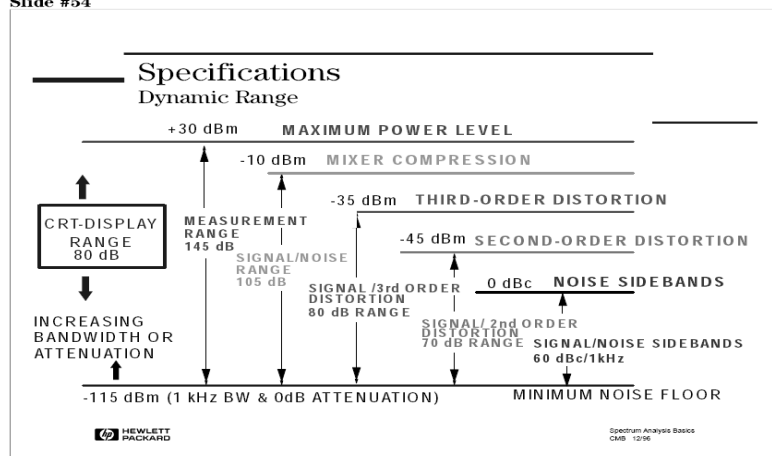 Slide #54
Specifications
Dynamic Range
+30 dBm MAXIMUM POWER LEVEL
-10 dBm MIXER COMPRESSION
-35 dBm THIRD-ORDER DISTORTION
-45 dBm SECOND-ORDER DISTORTION
0 dBc NOISE SIDEBANDS
CRT-DISPLAY
RANGE
80 dB
MEASUREMENT
RANGE
145 dB
SIGNAL/NOISE
RANGE
105 dB
SIGNAL /3rd ORDER
DISTORTION
80 dB RANGE
SIGNAL/ 2nd ORDER
DISTORTION
70 dB RANGE
SIGNAL/NOISE SIDEBANDS
60 dBc/1kHz
INCREASING
BANDWIDTH OR
ATTENUATION
-115 dBm (1 kHz BW & 0dB ATTENUATION) MINIMUM NOISE FLOOR
hp HEWLETT
PACKARD
Spectrum Analysis Basics
CMB 12/96